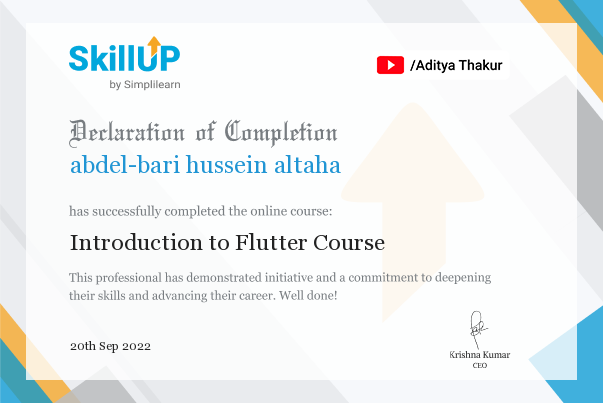 SkillUP
by Simplilearn
/Aditya Thakur
Declaration of Completion
abdel-bari hussein altaha
has successfully completed the online course:
Introduction to Flutter Course
This professional has demonstrated initiative and a commitment to deepening
their skills and advancing their career. Well done!
20th Sep 2022
Krishna Kumar
CEO